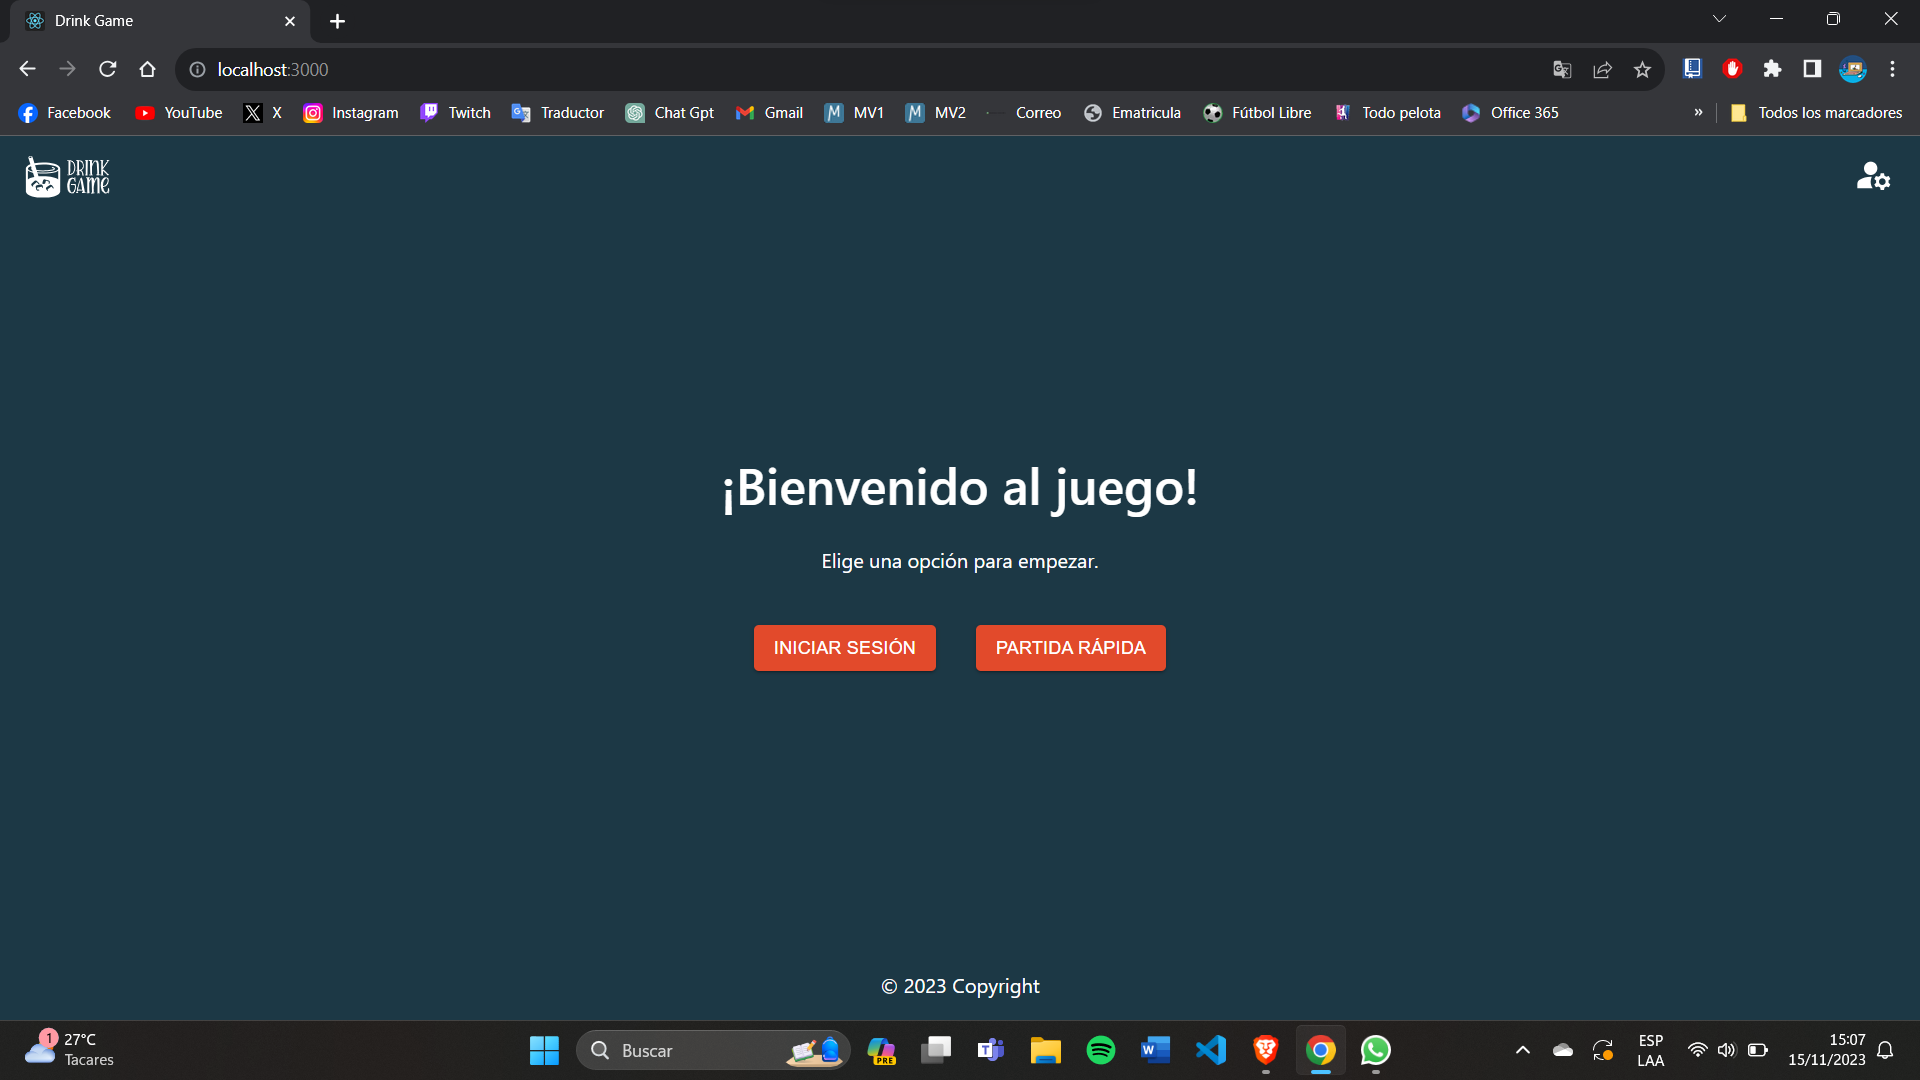 Drink Game
localhost:3000
Facebook YouTube X Instagram Twitch Traductor Chat Gpt Gmail MV1 MV2 Correo Ematricula Fútbol Libre Todo pelota Office 365 » Todos los marcadores
DRINK
GAME
¡Bienvenido al juego!
Elige una opción para empezar.
INICIAR SESIÓN PARTIDA RÁPIDA
© 2023 Copyright
1 27°C
Tacares
Buscar
PRE
ESP
LAA
15:07
15/11/2023